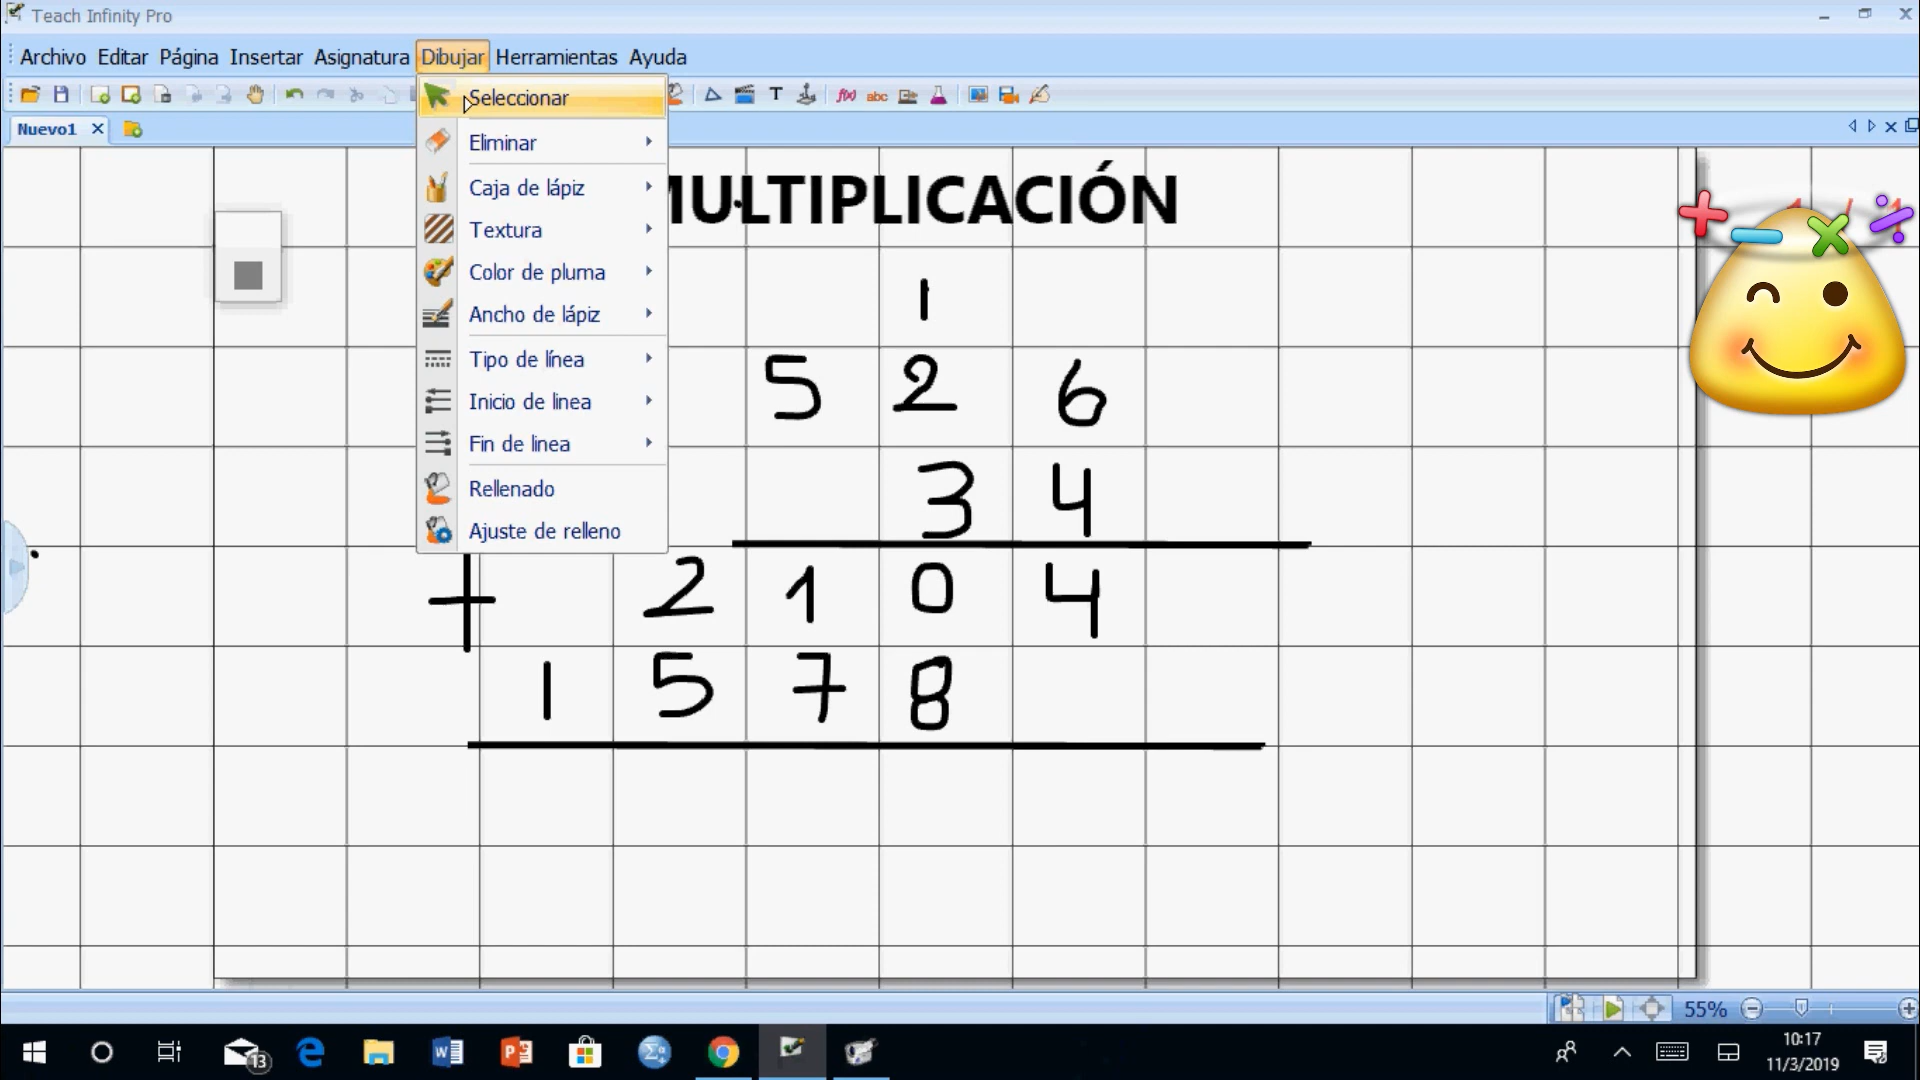 Teach Infinity Pro
Archivo Editar Página Insertar Asignatura Dibujar Herramientas Ayuda
Nuevo1
Seleccionar
Eliminar
Caja de lápiz
Textura
Color de pluma
Ancho de lápiz
Tipo de línea
Inicio de linea
Fin de linea
Rellenado
Ajuste de relleno
T f(x) abc
MULTIPLICACIÓN
1
5 2 6
3 4
+ 2 1 0 4
1 5 7 8
55%
13
10:17
11/3/2019